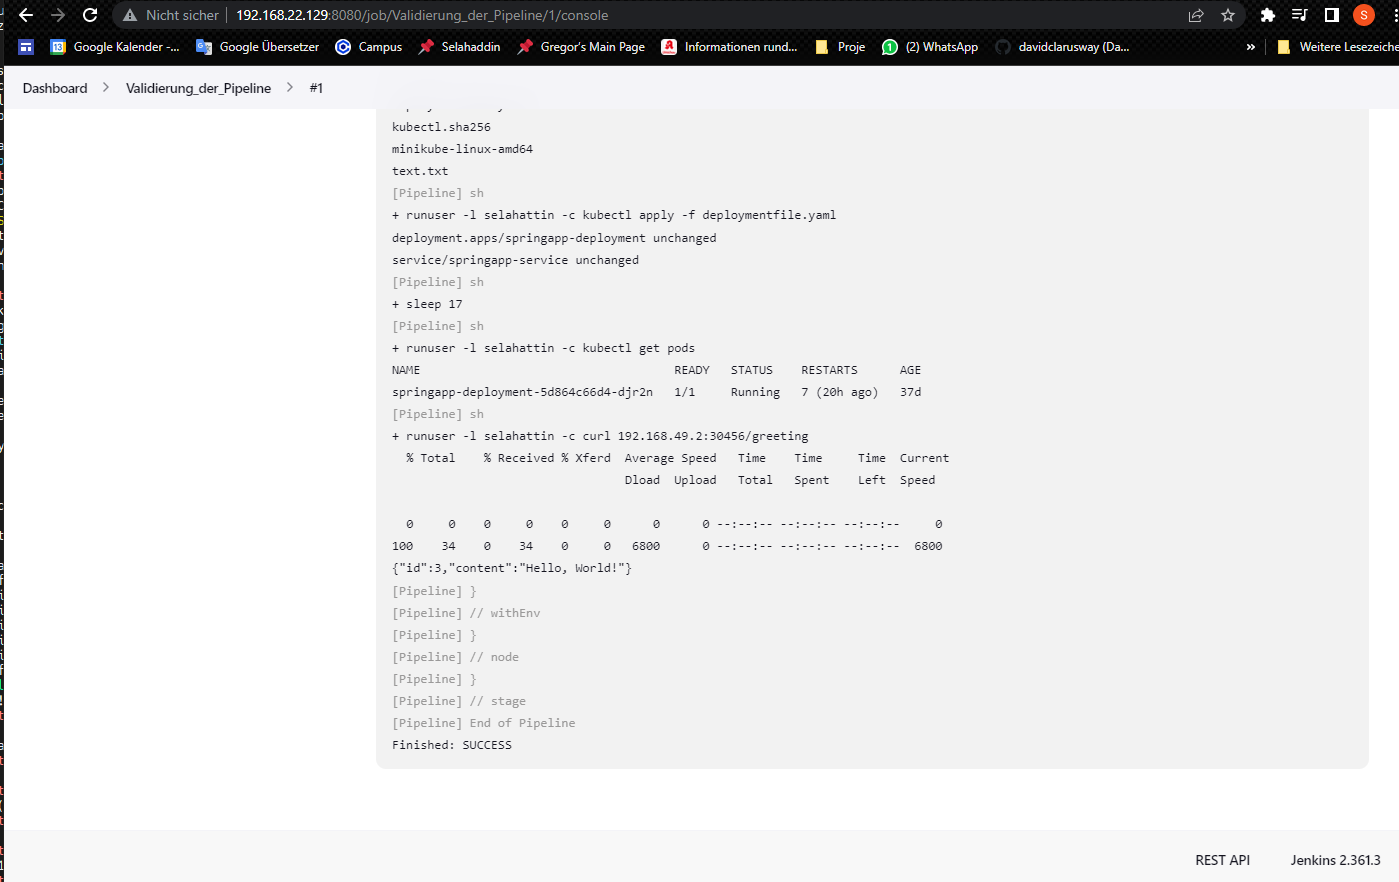 Nicht sicher 192.168.22.129:8080/job/Validierung_der_Pipeline/1/console S
13 Google Kalender -... Google Übersetzer Campus Selahaddin Gregor's Main Page Informationen rund... Proje (2) WhatsApp davidclarusway (Da... » Weitere Lesezeiche
Dashboard > Validierung_der_Pipeline > #1
kubectl.sha256
minikube-linux-amd64
text.txt
[Pipeline] sh
+ runuser -l selahattin -c kubectl apply -f deploymentfile.yaml
deployment.apps/springapp-deployment unchanged
service/springapp-service unchanged
[Pipeline] sh
+ sleep 17
[Pipeline] sh
+ runuser -l selahattin -c kubectl get pods
NAME READY STATUS RESTARTS AGE
springapp-deployment-5d864c66d4-djr2n 1/1 Running 7 (20h ago) 37d
[Pipeline] sh
+ runuser -l selahattin -c curl 192.168.49.2:30456/greeting
% Total % Received % Xferd Average Speed Time Time Time Current
Dload Upload Total Spent Left Speed
0 0 0 0 0 0 0 0 --:--:-- --:--:-- --:--:-- 0
100 34 0 34 0 0 6800 0 --:--:-- --:--:-- --:--:-- 6800
{"id":3,"content":"Hello, World!"}
[Pipeline] }
[Pipeline] // withEnv
[Pipeline] }
[Pipeline] // node
[Pipeline] }
[Pipeline] // stage
[Pipeline] End of Pipeline
Finished: SUCCESS
REST API Jenkins 2.361.3